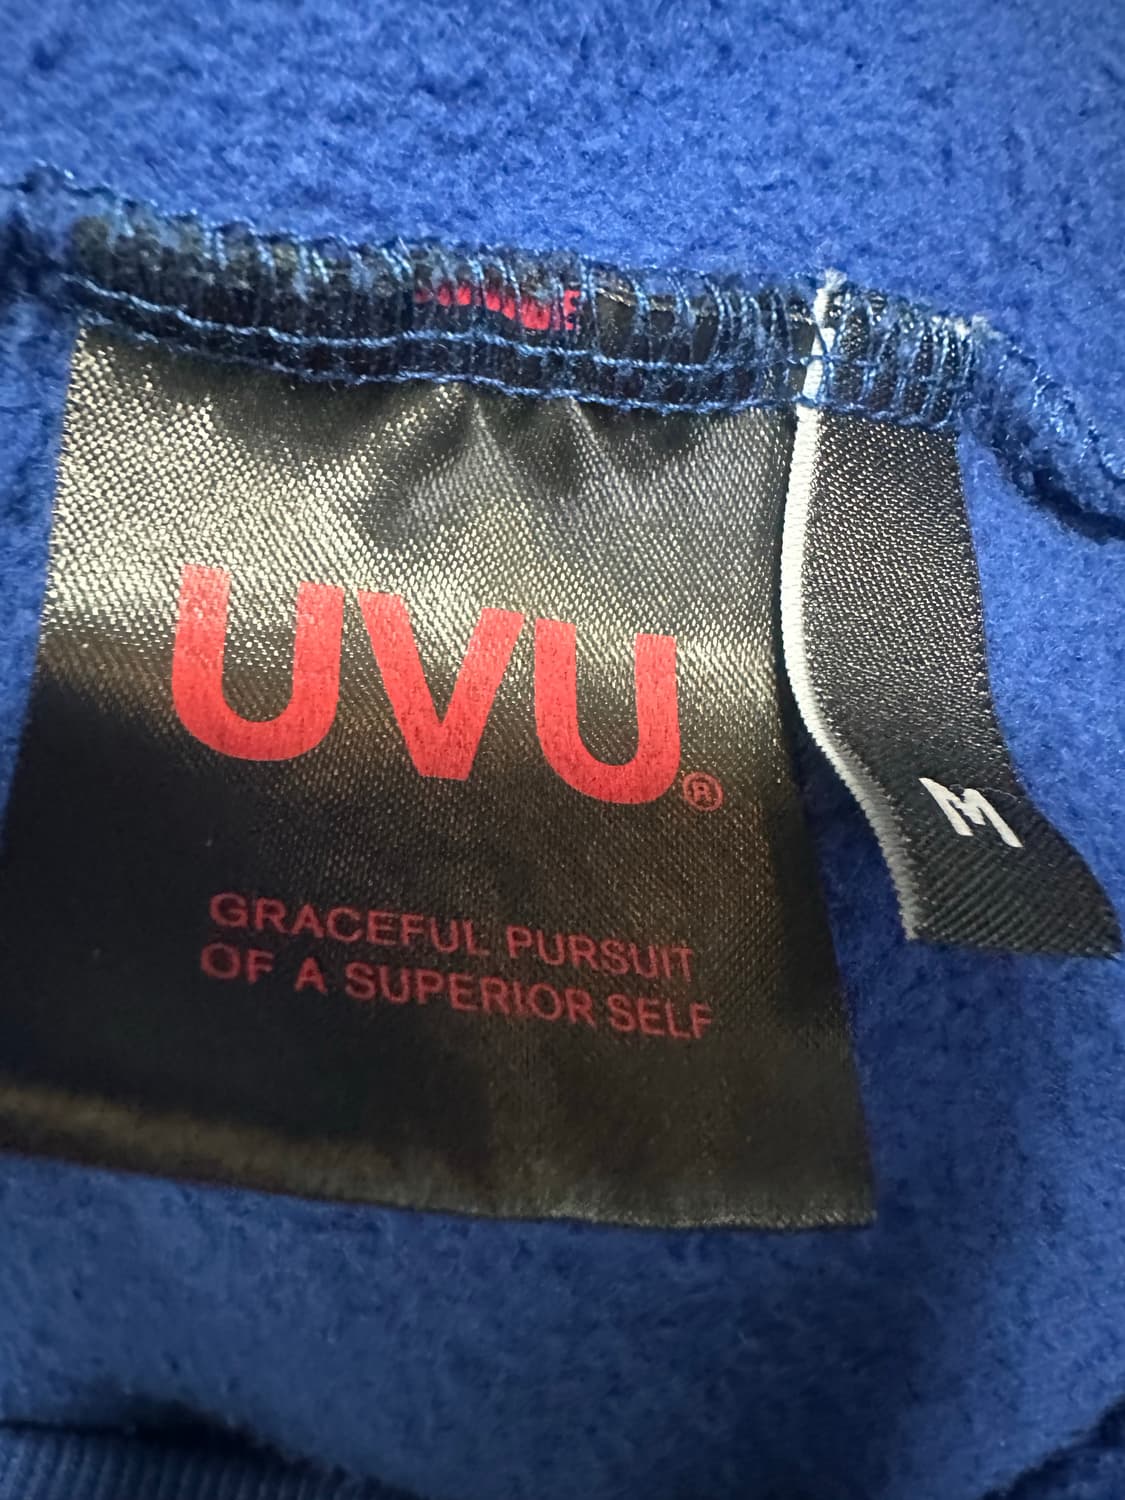 UVU®
GRACEFUL PURSUIT
OF A SUPERIOR SELF
M